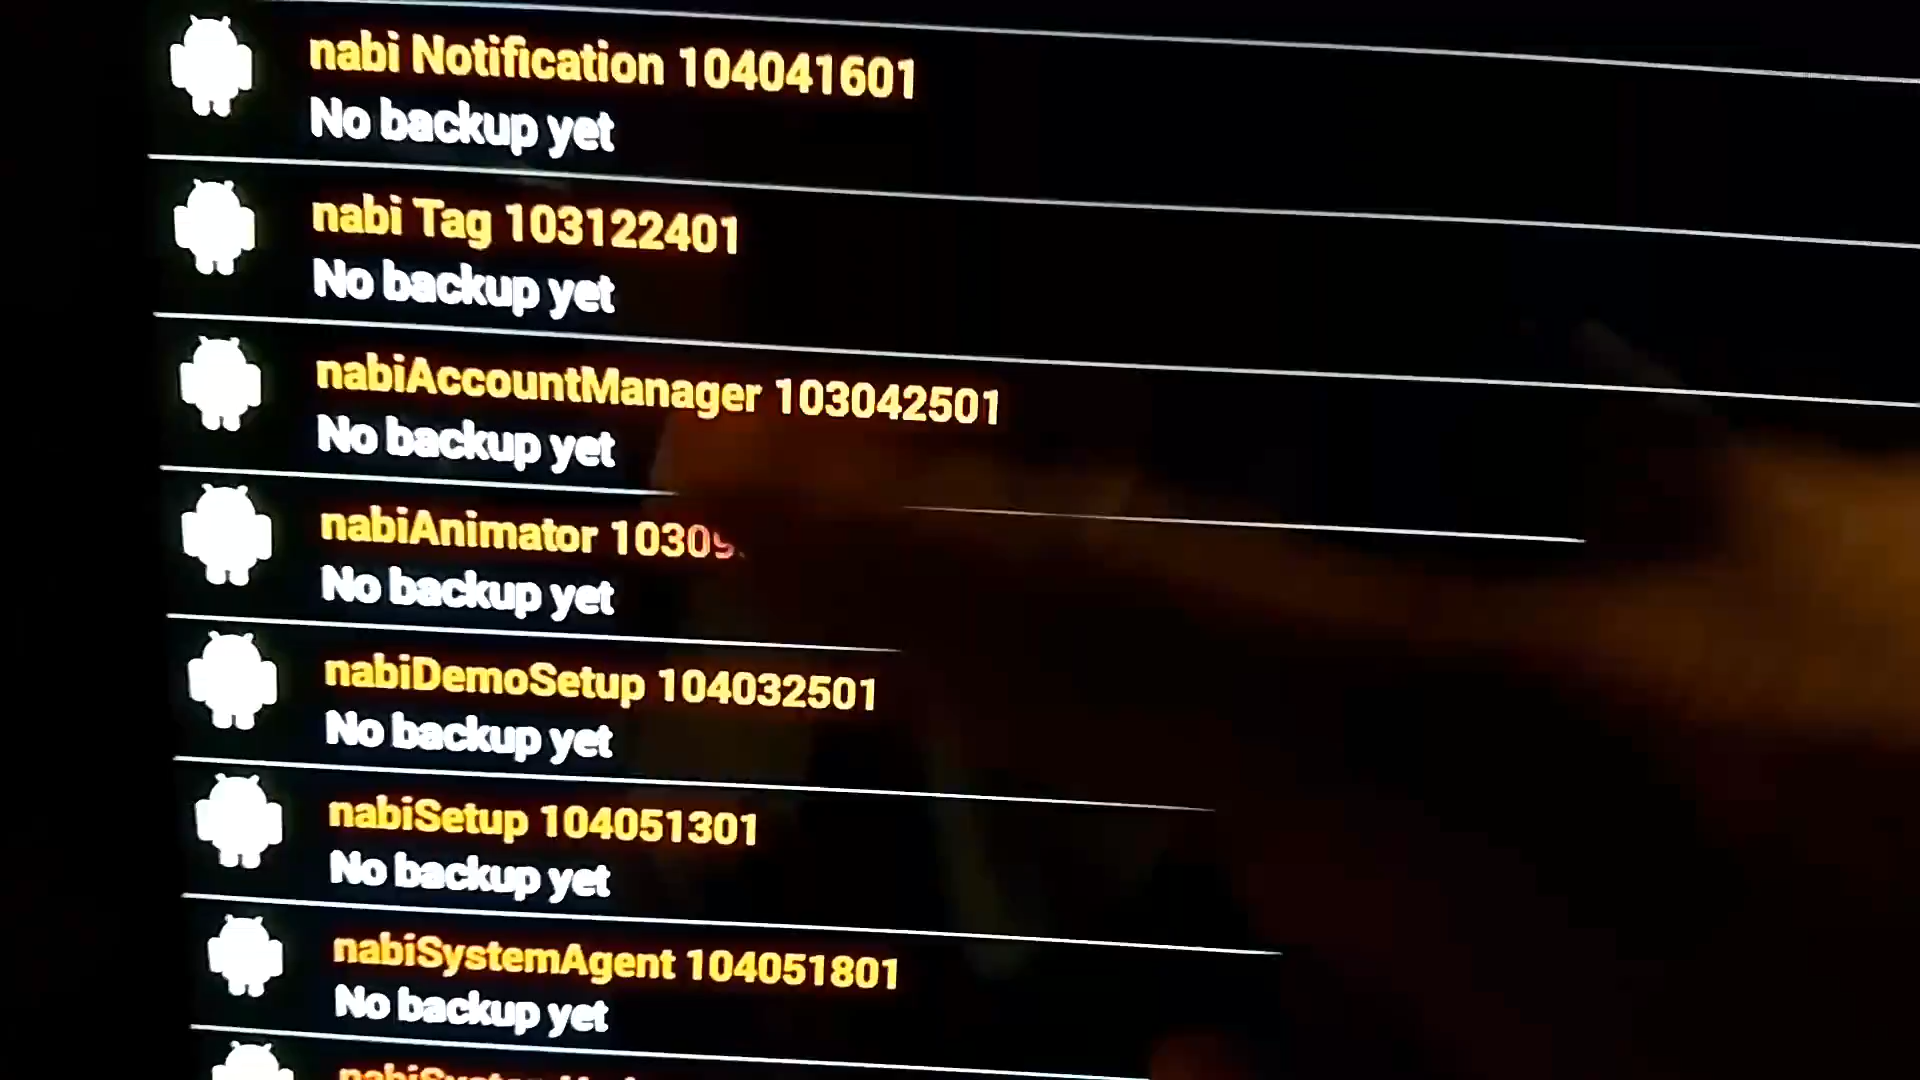 nabi Notification 104041601
No backup yet
nabi Tag 103122401
No backup yet
nabiAccountManager 103042501
No backup yet
nabiAnimator
No backup yet
nabiDemoSetup 104032501
No backup yet
nabiSetup 104051301
No backup yet
nabiSystemAgent 104051801
No backup yet